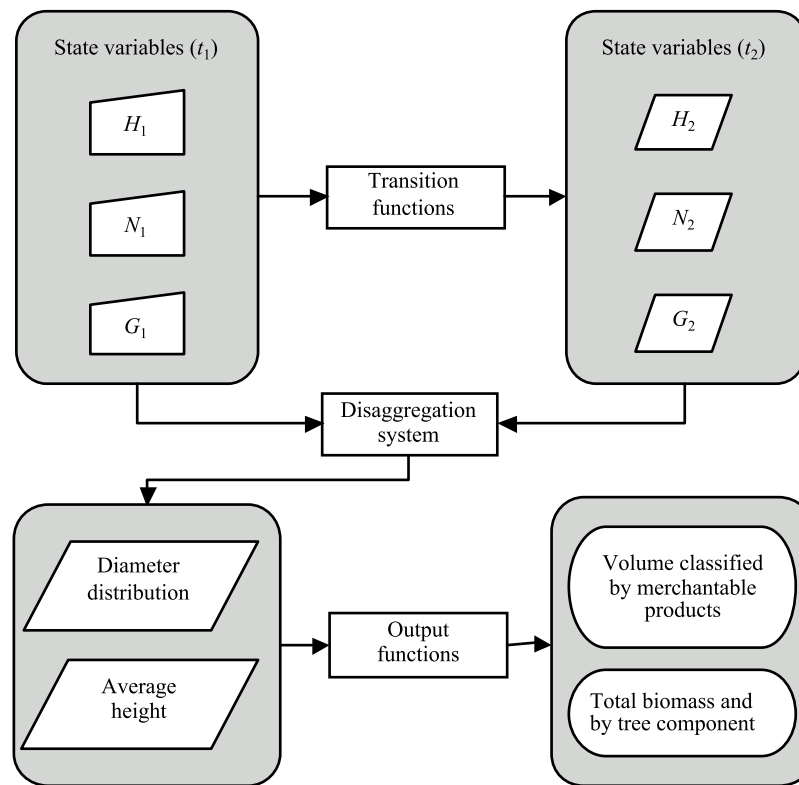 State variables (t1)
H1
N1
G1
Transition
functions
State variables (t2)
H2
N2
G2
Disaggregation
system
Diameter
distribution
Average
height
Output
functions
Volume classified
by merchantable
products
Total biomass and
by tree component